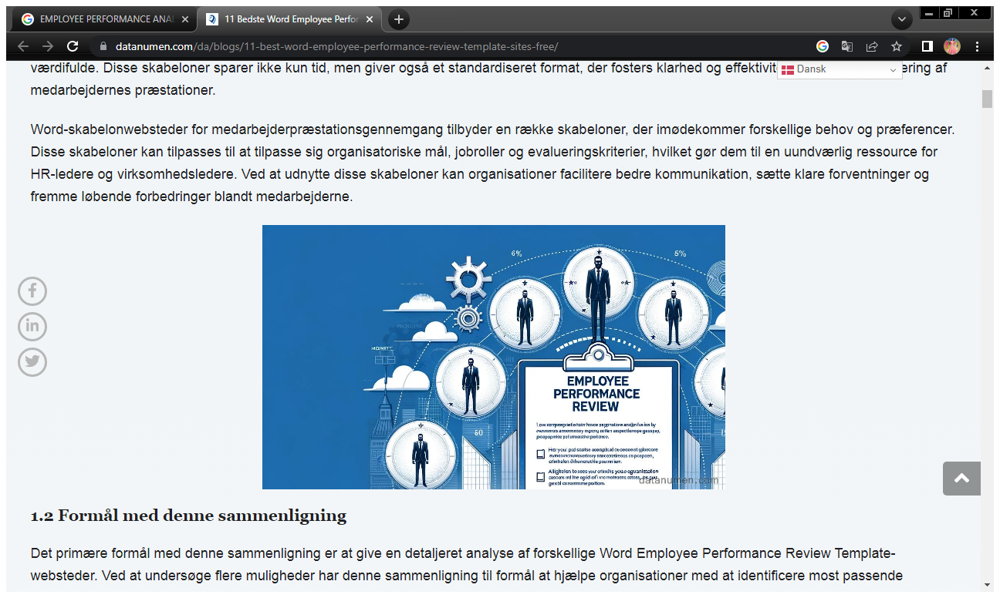 EMPLOYEE PERFORMANCE ANA
11 Bedste Word Employee Perfor
datanumen.com/da/blogs/11-best-word-employee-performance-review-template-sites-free/
værdifulde. Disse skabeloner sparer ikke kun tid, men giver også et standardiseret format, der fosters klarhed og effektivit
Dansk
ering af
medarbejdernes præstationer.
Word-skabelonwebsteder for medarbejderpræstationsgennemgang tilbyder en række skabeloner, der imødekommer forskellige behov og præferencer.
Disse skabeloner kan tilpasses til at tilpasse sig organisatoriske mål, jobroller og evalueringskriterier, hvilket gør dem til en uundværlig ressource for
HR-ledere og virksomhedsledere. Ved at udnytte disse skabeloner kan organisationer facilitere bedre kommunikation, sætte klare forventninger og
fremme løbende forbedringer blandt medarbejderne.
6%
5%
60
EMPLOYEE
PERFORMANCE
REVIEW
datanumen.com
1.2 Formål med denne sammenligning
Det primære formål med denne sammenligning er at give en detaljeret analyse af forskellige Word Employee Performance Review Template-
websteder. Ved at undersøge flere muligheder har denne sammenligning til formål at hjælpe organisationer med at identificere most passende